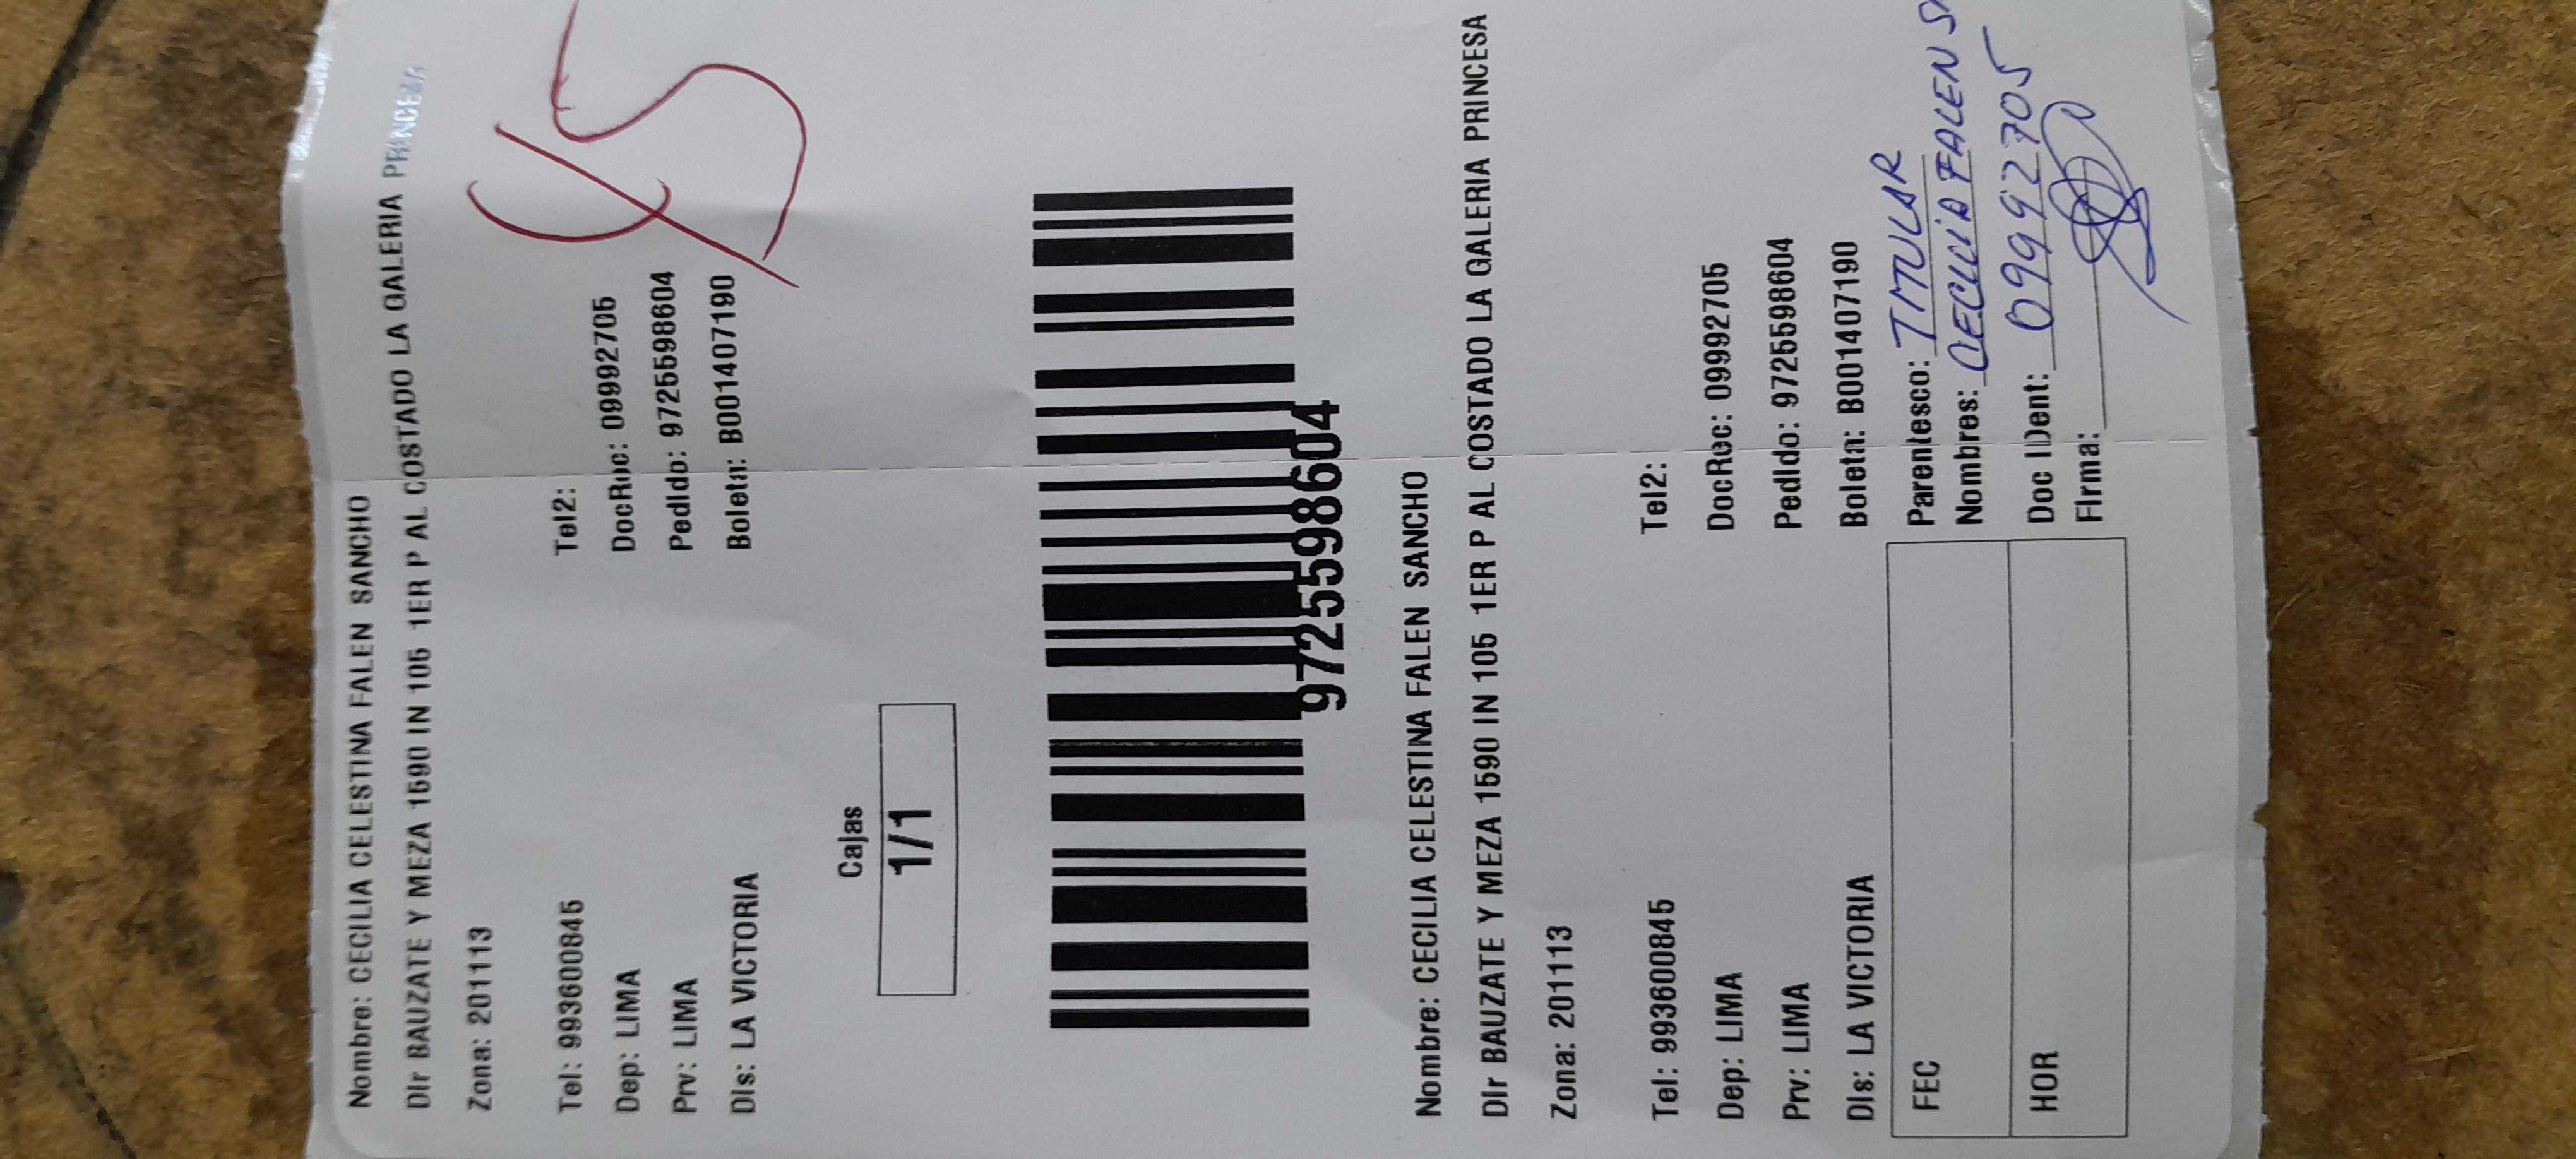 Nombre: CECILIA CELESTINA FALEN SANCHO
Dir BAUZATE Y MEZA 1590 IN 105 1ER P AL COSTADO LA GALERIA PRINCESA
Zona: 201113
Tel: 993600845 Tel2:
Dep: LIMA DocRec: 09992705
Prv: LIMA Pedido: 9725598604
Dis: LA VICTORIA Boleta: B001407190
Cajas
1/1
9725598604
Nombre: CECILIA CELESTINA FALEN SANCHO
Dir BAUZATE Y MEZA 1590 IN 105 1ER P AL COSTADO LA GALERIA PRINCESA
Zona: 201113
Tel: 993600845 Tel2:
Dep: LIMA DocRec: 09992705
Prv: LIMA Pedido: 9725598604
Dis: LA VICTORIA Boleta: B001407190
FEC Parentesco: TITULAR
Nombres: CECILIA FALEN
HOR Doc IDent: 09992705
Firma: